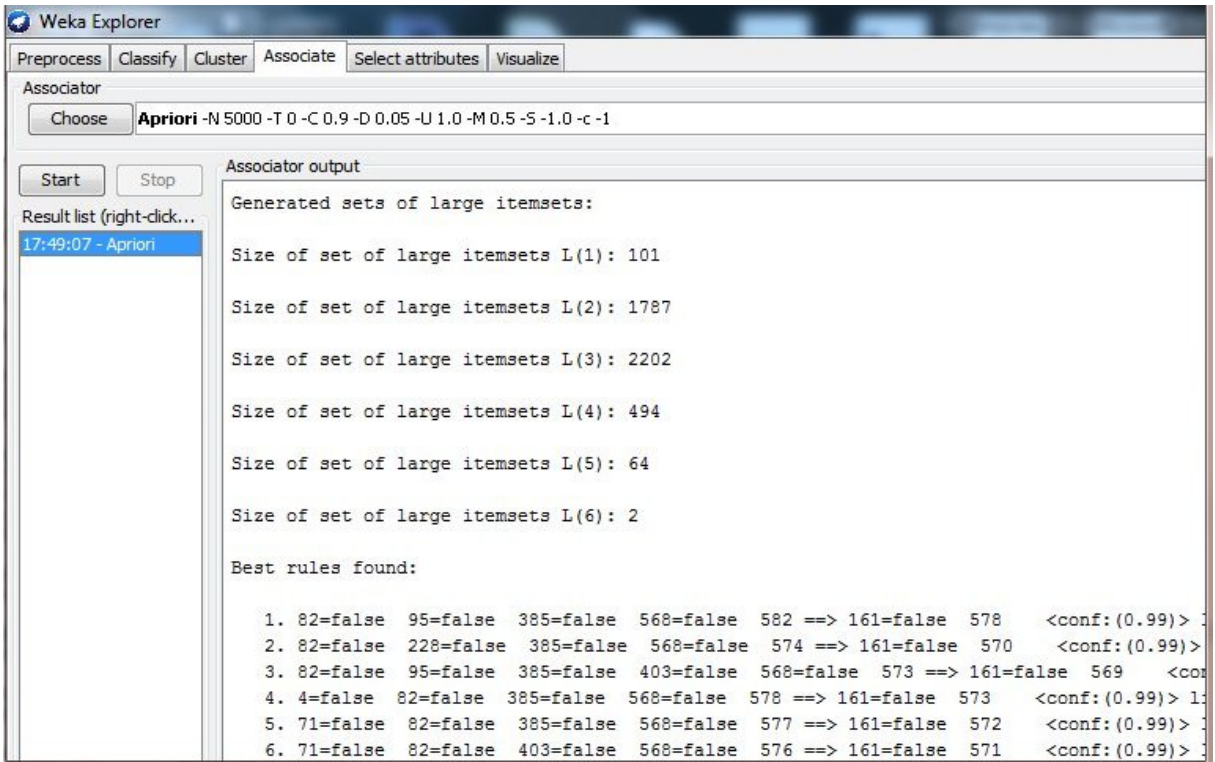 Weka Explorer
Preprocess Classify Cluster Associate Select attributes Visualize
Associator
Choose Apriori -N 5000 -T 0 -C 0.9 -D 0.05 -U 1.0 -M 0.5 -S -1.0 -c -1
Start Stop
Result list (right-click...
17:49:07 - Apriori
Associator output
Generated sets of large itemsets:
Size of set of large itemsets L(1): 101
Size of set of large itemsets L(2): 1787
Size of set of large itemsets L(3): 2202
Size of set of large itemsets L(4): 494
Size of set of large itemsets L(5): 64
Size of set of large itemsets L(6): 2
Best rules found:
1. 82=false 95=false 385=false 568=false 582 ==> 161=false 578 <conf:(0.99)>
2. 82=false 228=false 385=false 568=false 574 ==> 161=false 570 <conf:(0.99)>
3. 82=false 95=false 385=false 403=false 568=false 573 ==> 161=false 569 <con
4. 4=false 82=false 385=false 568=false 578 ==> 161=false 573 <conf:(0.99)> li
5. 71=false 82=false 385=false 568=false 577 ==> 161=false 572 <conf:(0.99)>
6. 71=false 82=false 403=false 568=false 576 ==> 161=false 571 <conf:(0.99)>